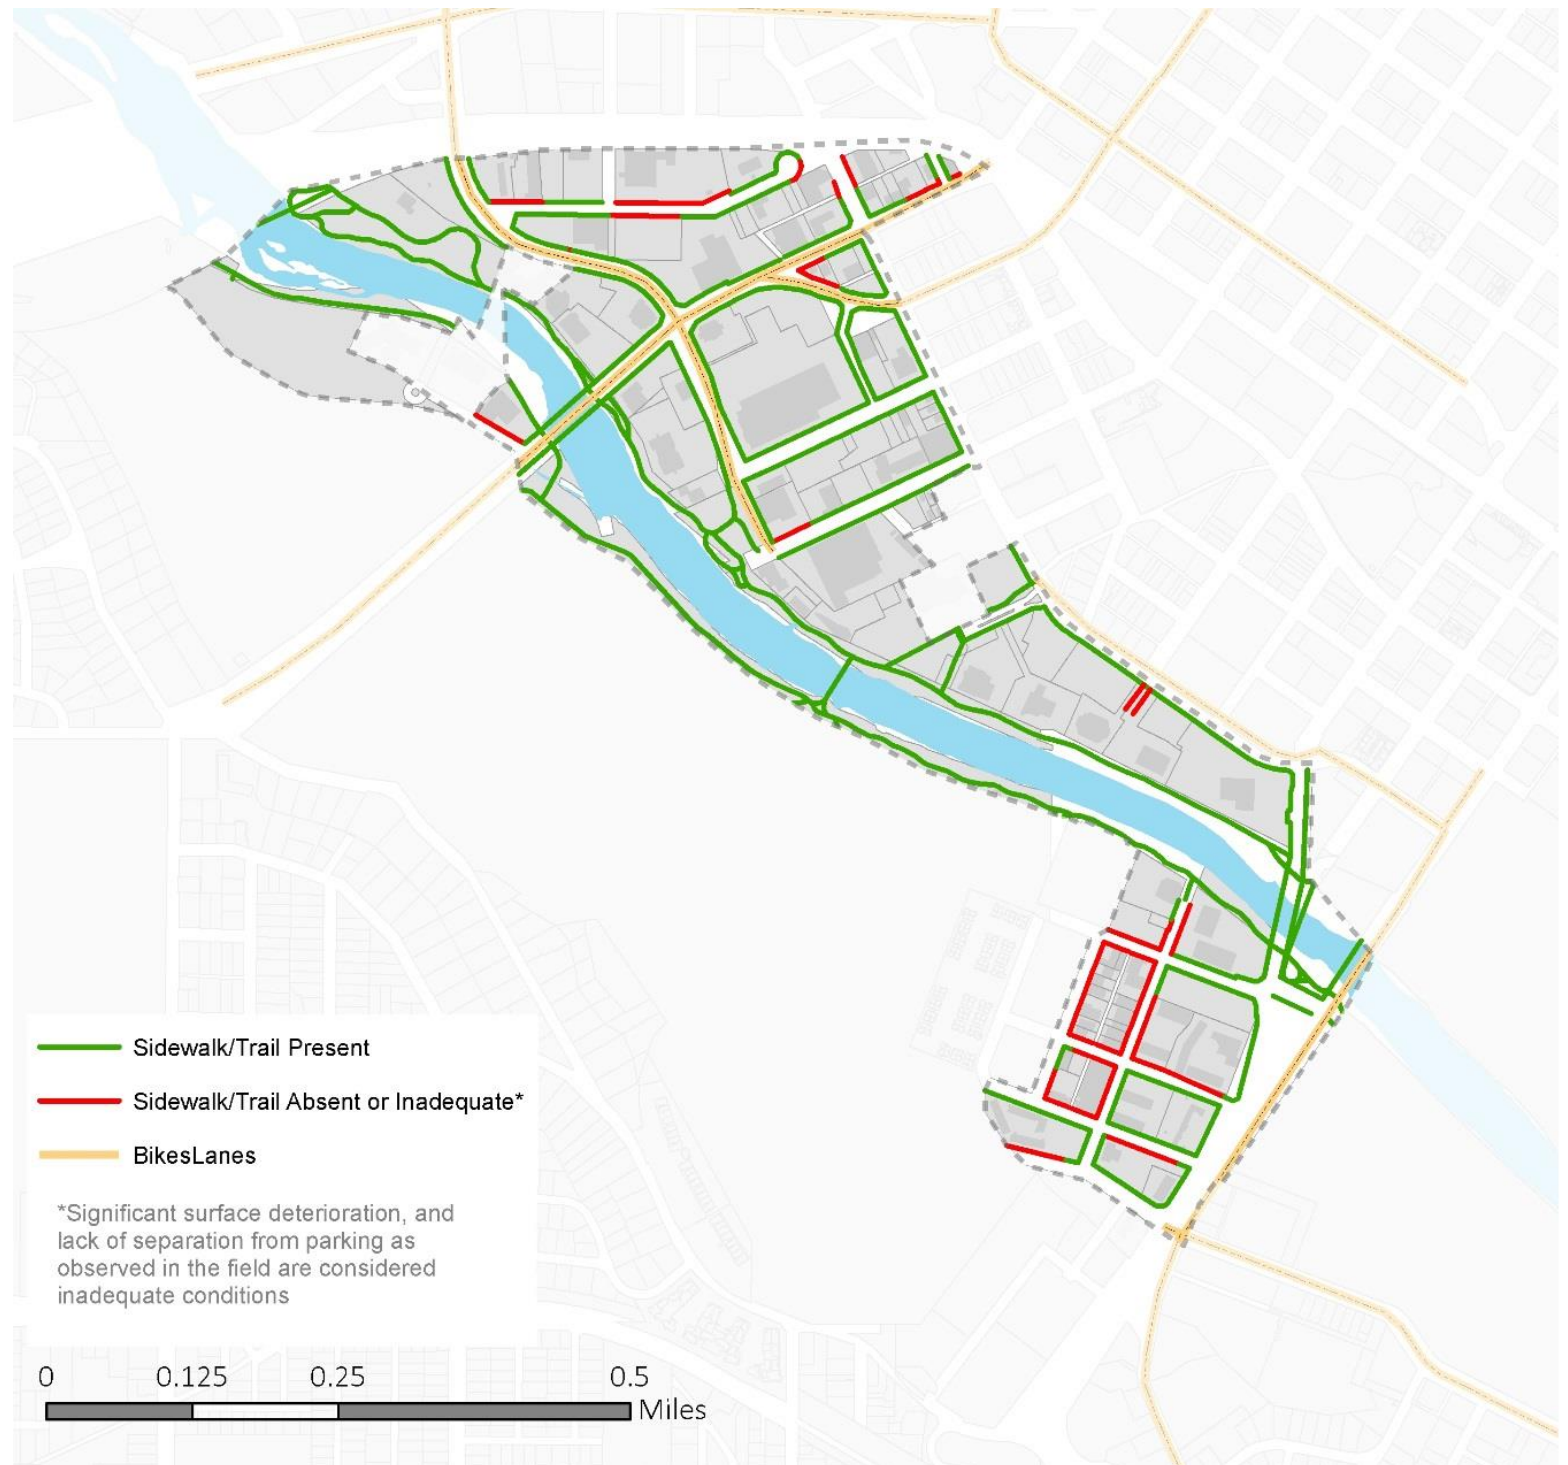 Sidewalk/Trail Present
Sidewalk/Trail Absent or Inadequate*
BikesLanes
*Significant surface deterioration, and
lack of separation from parking as
observed in the field are considered
inadequate conditions
0 0.125 0.25 0.5
Miles